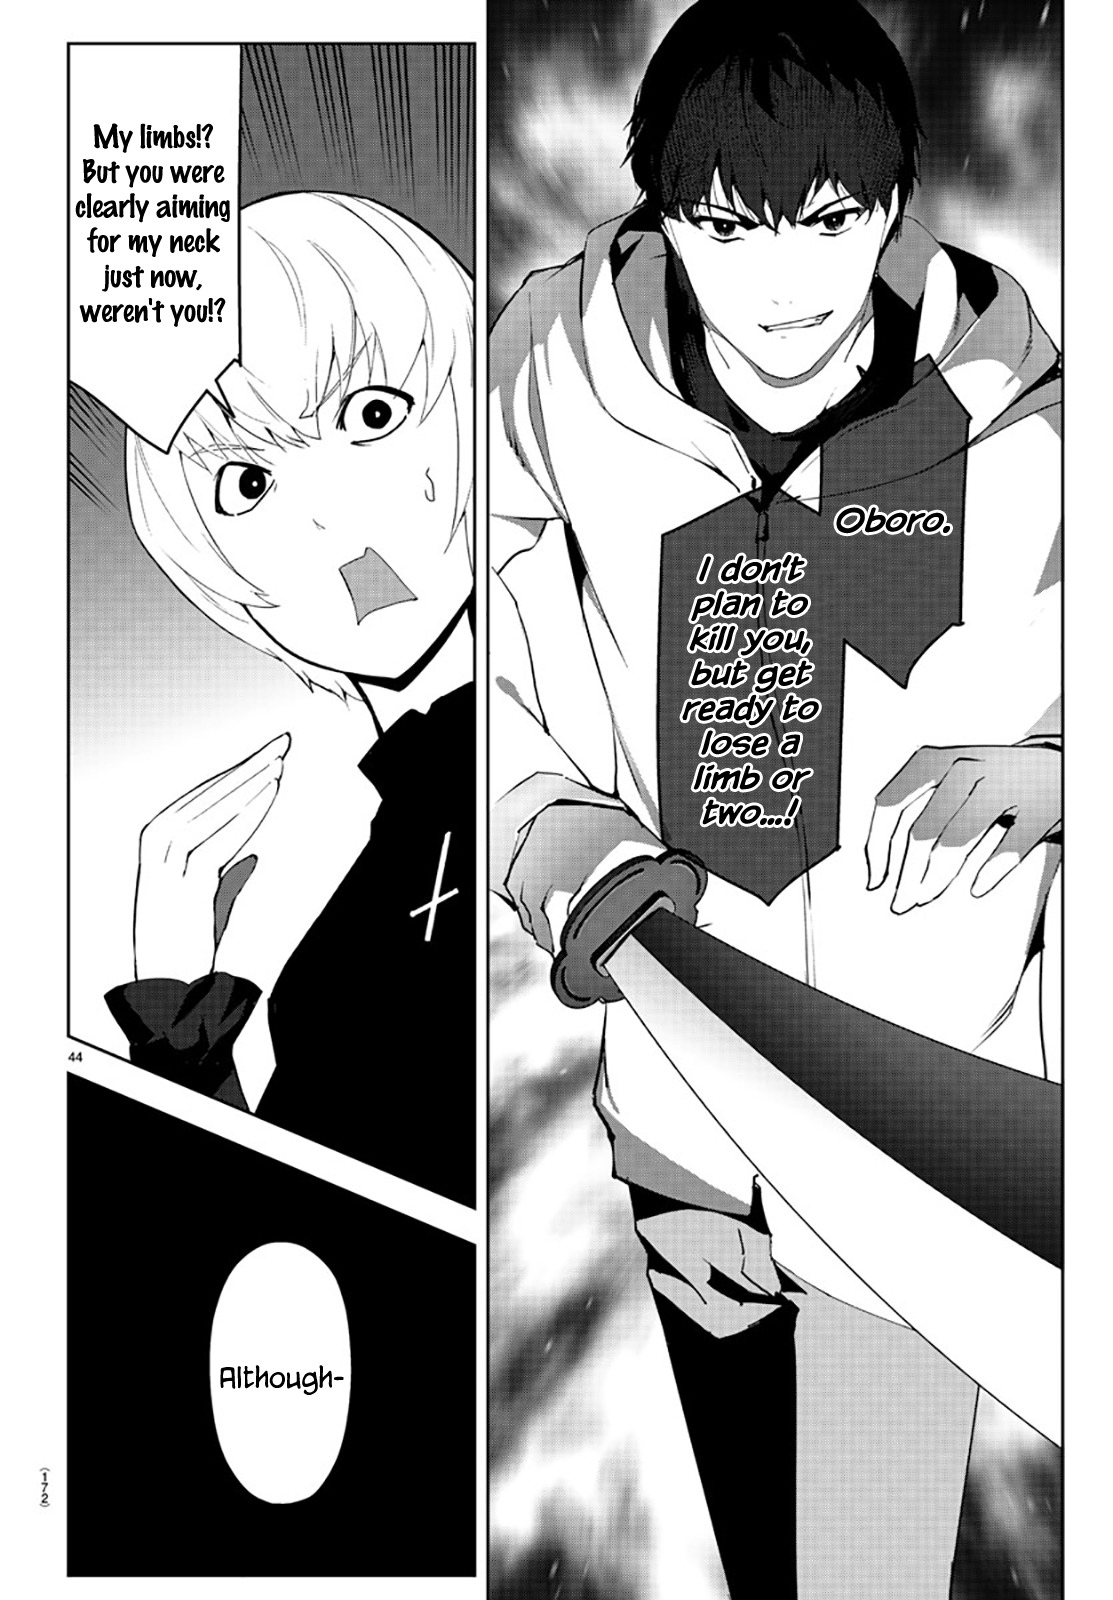 Oboro.
I don't
plan to
kill you,
but get
ready to
lose a
limb or
two...!
My limbs!?
But you were
clearly aiming
for my neck
just now,
weren't you!?
44
Although-
(172)